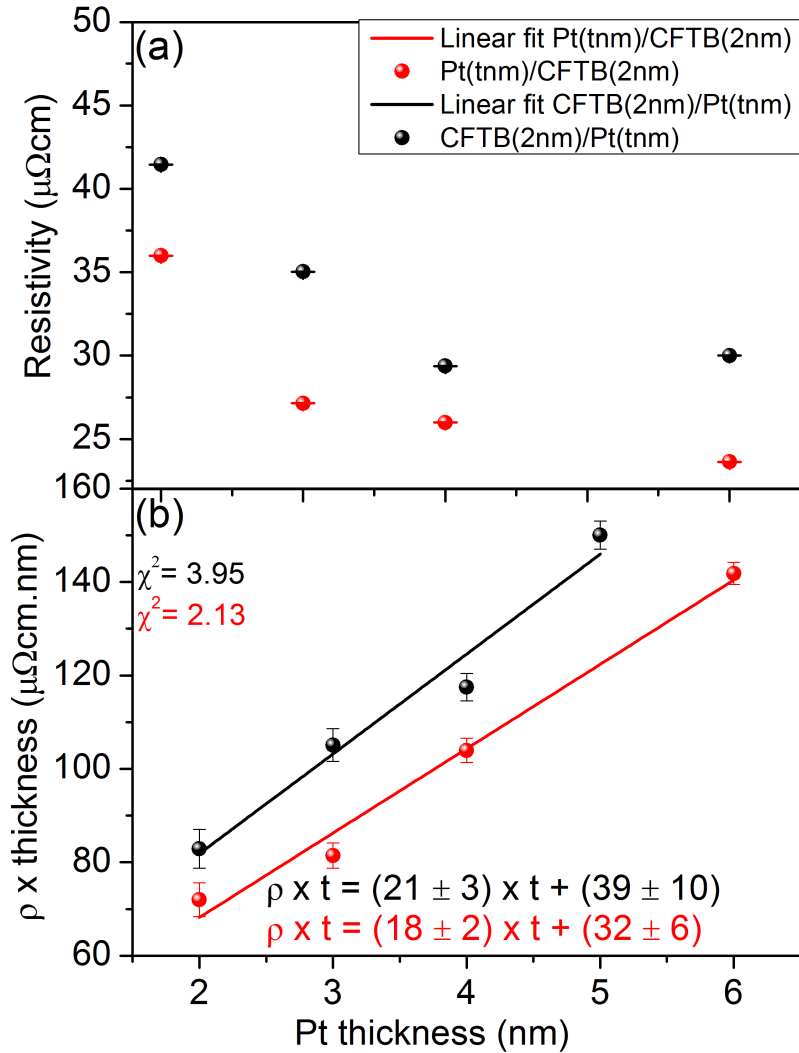 (a)
Linear fit Pt(tnm)/CFTB(2nm)
Pt(tnm)/CFTB(2nm)
Linear fit CFTB(2nm)/Pt(tnm)
CFTB(2nm)/Pt(tnm)
50
45
40
35
30
25
Resistivity (μΩcm)
160
(b)
χ²= 3.95
χ²= 2.13
140
120
100
80
60
ρ x thickness (μΩcm.nm)
ρ x t = (21 ± 3) x t + (39 ± 10)
ρ x t = (18 ± 2) x t + (32 ± 6)
2 3 4 5 6
Pt thickness (nm)